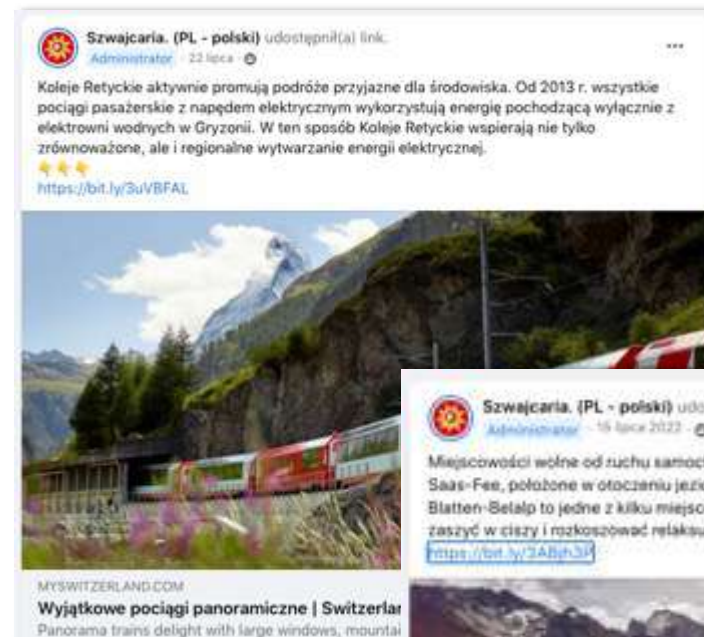 Szwajcaria. (PL - polski) udostępnił(a) link.
Administrator · 22 lipca ·
Koleje Retyckie aktywnie promują podróże przyjazne dla środowiska. Od 2013 r. wszystkie
pociągi pasażerskie z napędem elektrycznym wykorzystują energię pochodzącą wyłącznie z
elektrowni wodnych w Gryzonii. W ten sposób Koleje Retyckie wspierają nie tylko
zrównoważone, ale i regionalne wytwarzanie energii elektrycznej.
https://bit.ly/3uVBFAL
MYSWITZERLAND.COM
Wyjątkowe pociągi panoramiczne | Switzerlan
Panorama trains delight with large windows, mountai
Szwajcaria. (PL - polski) udo
Administrator · 15 lipca 2022 ·
Miejscowości wolne od ruchu samoc
Saas-Fee, położone w otoczeniu jezi
Blatten-Belalp to jedne z kilku miejsc
zaszyć w ciszy i rozkoszować relaksu